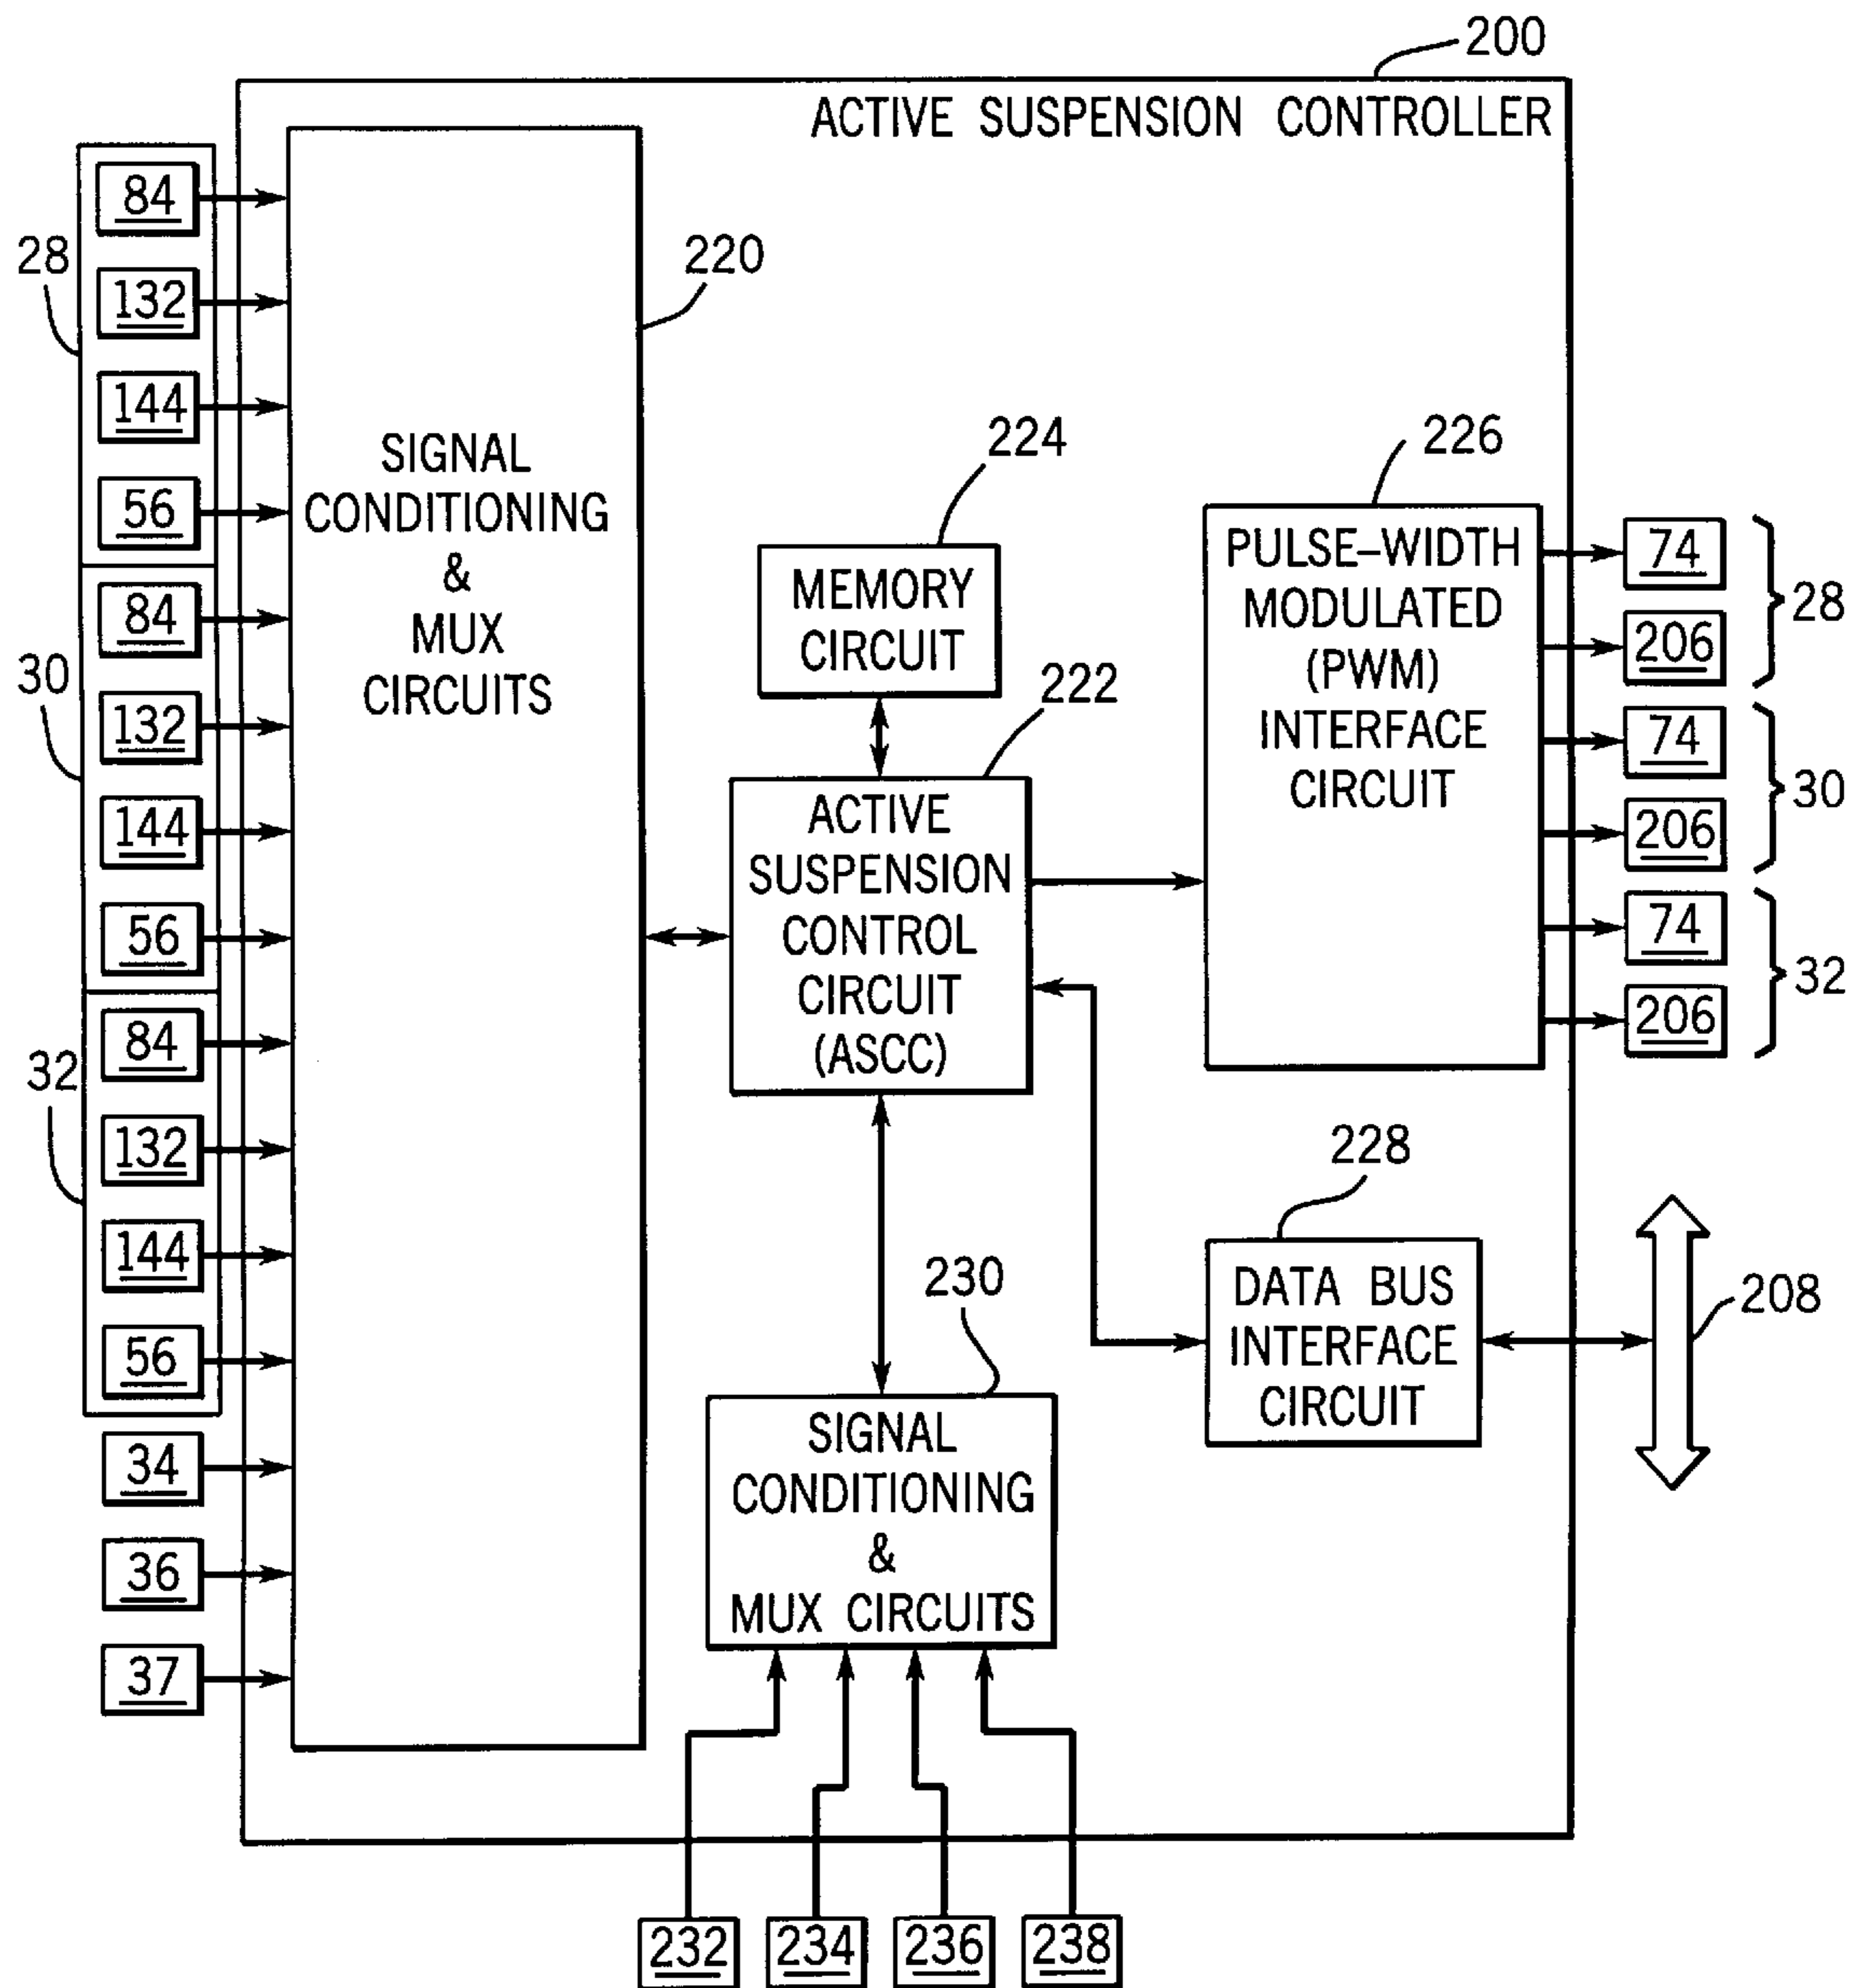 200
ACTIVE SUSPENSION CONTROLLER
28
84
132
144
56
30
84
132
144
56
32
84
132
144
56
34
36
37
220
SIGNAL
CONDITIONING
&
MUX
CIRCUITS
224
MEMORY
CIRCUIT
222
ACTIVE
SUSPENSION
CONTROL
CIRCUIT
(ASCC)
226
PULSE-WIDTH
MODULATED
(PWM)
INTERFACE
CIRCUIT
74
206
28
74
206
30
74
206
32
228
DATA BUS
INTERFACE
CIRCUIT
208
230
SIGNAL
CONDITIONING
&
MUX CIRCUITS
232
234
236
238